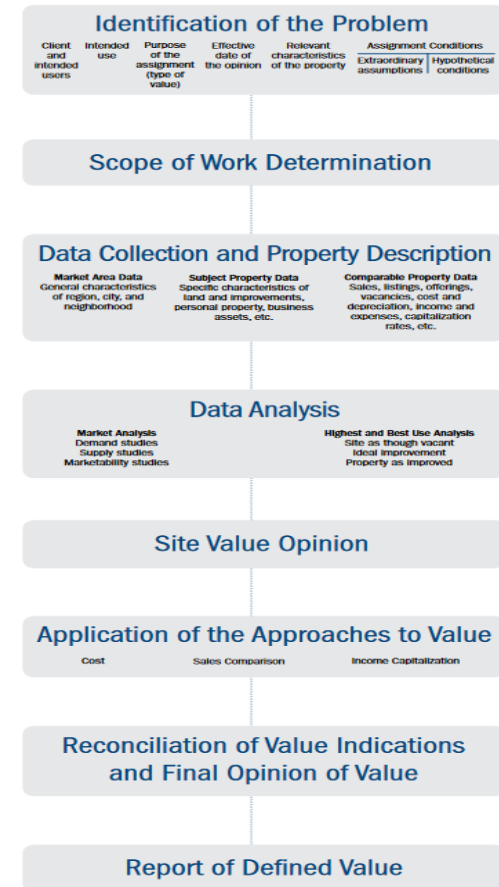 Identification of the Problem
Client and intended users
Intended use
Purpose of the assignment (type of value)
Effective date of the opinion
Relevant characteristics of the property
Assignment Conditions
Extraordinary assumptions
Hypothetical conditions
Scope of Work Determination
Data Collection and Property Description
Market Area Data
General characteristics
of region, city, and
neighborhood
Subject Property Data
Specific characteristics of
land and improvements,
personal property, business
assets, etc.
Comparable Property Data
Sales, listings, offerings,
vacancies, cost and
depreciation, income and
expenses, capitalization
rates, etc.
Data Analysis
Market Analysis
Demand studies
Supply studies
Marketability studies
Highest and Best Use Analysis
Site as though vacant
Ideal improvement
Property as improved
Site Value Opinion
Application of the Approaches to Value
Cost
Sales Comparison
Income Capitalization
Reconciliation of Value Indications
and Final Opinion of Value
Report of Defined Value